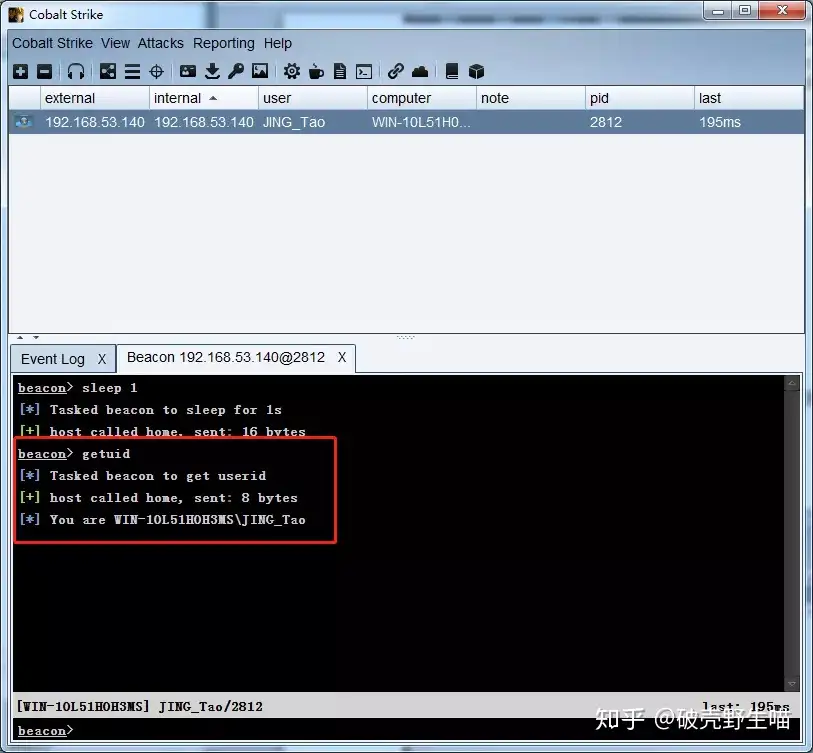 Cobalt Strike
Cobalt Strike View Attacks Reporting Help
external internal user computer note pid last
192.168.53.140 192.168.53.140 JING_Tao WIN-10L51H0... 2812 195ms
Event Log X Beacon 192.168.53.140@2812 X
beacon> sleep 1
[*] Tasked beacon to sleep for 1s
[+] host called home, sent: 16 bytes
beacon> getuid
[*] Tasked beacon to get userid
[+] host called home, sent: 8 bytes
[*] You are WIN-10L51H0H3MS\JING_Tao
[WIN-10L51H0H3MS] JING_Tao/2812 last: 195ms
知乎 @破壳野生喵
beacon>